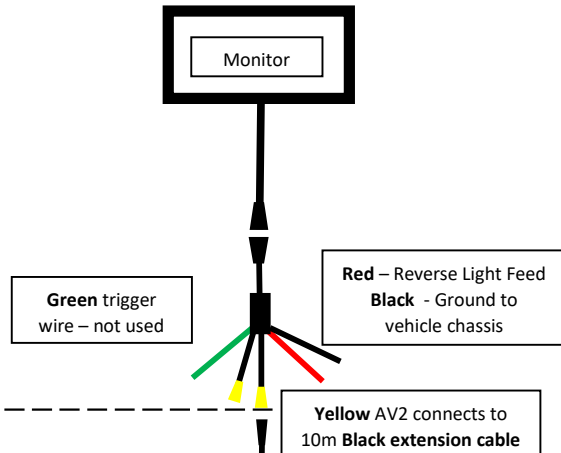 Monitor
Green trigger
wire – not used
Red – Reverse Light Feed
Black - Ground to
vehicle chassis
Yellow AV2 connects to
10m Black extension cable